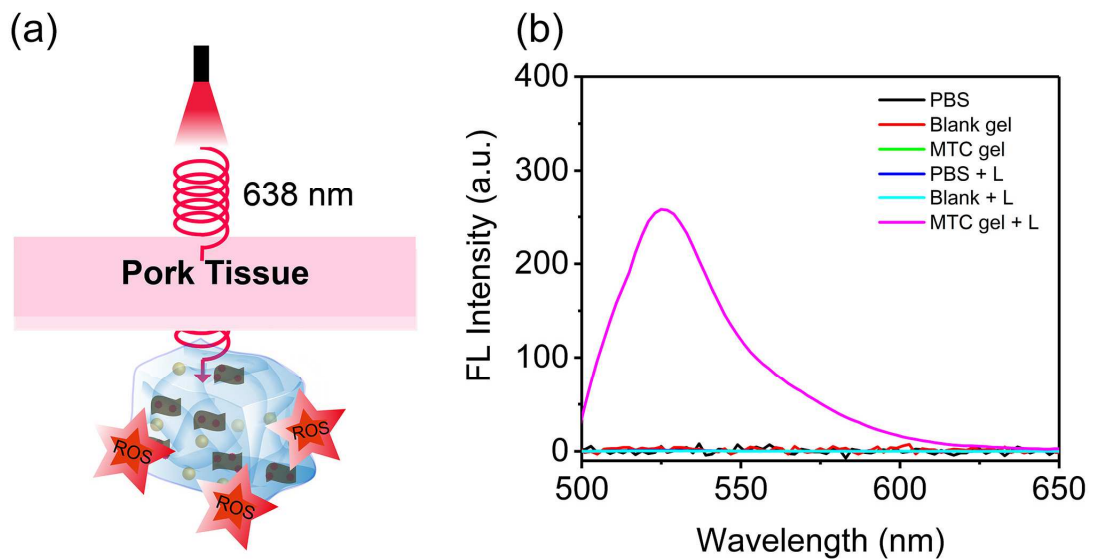 (a)
638 nm
Pork Tissue
ROS
ROS
ROS
(b)
FL Intensity (a.u.)
400
300
200
100
0
PBS
Blank gel
MTC gel
PBS + L
Blank + L
MTC gel + L
500
550
600
650
Wavelength (nm)